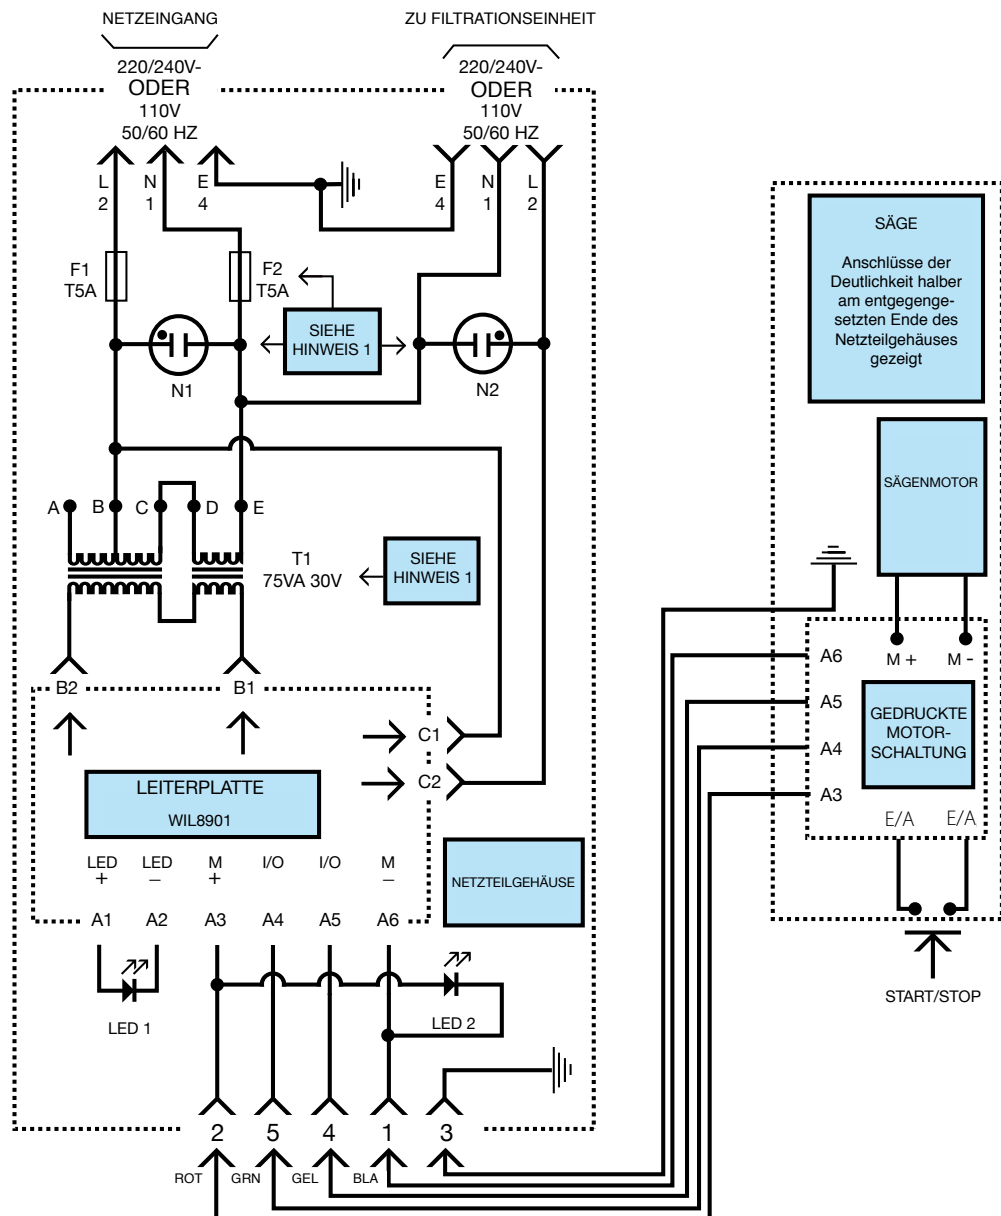 NETZEINGANG
ZU FILTRATIONSEINHEIT
220/240V-
ODER
110V
50/60 HZ
220/240V-
ODER
110V
50/60 HZ
L
2
N
1
E
4
E
4
N
1
L
2
F1
T5A
F2
T5A
SIEHE
HINWEIS 1
N1
N2
A
B
C
D
E
T1
75VA 30V
SIEHE
HINWEIS 1
B2
B1
C1
C2
LEITERPLATTE
WIL8901
LED
+
LED
–
M
+
I/O
I/O
M
–
A1
A2
A3
A4
A5
A6
NETZTEILGEHÄUSE
LED 1
LED 2
2
5
4
1
3
ROT
GRN
GEL
BLA
SÄGE
Anschlüsse der
Deutlichkeit halber
am entgegenge-
setzten Ende des
Netzteilgehäuses
gezeigt
SÄGENMOTOR
M +
M -
A6
A5
A4
A3
GEDRUCKTE
MOTOR-
SCHALTUNG
E/A
E/A
START/STOP